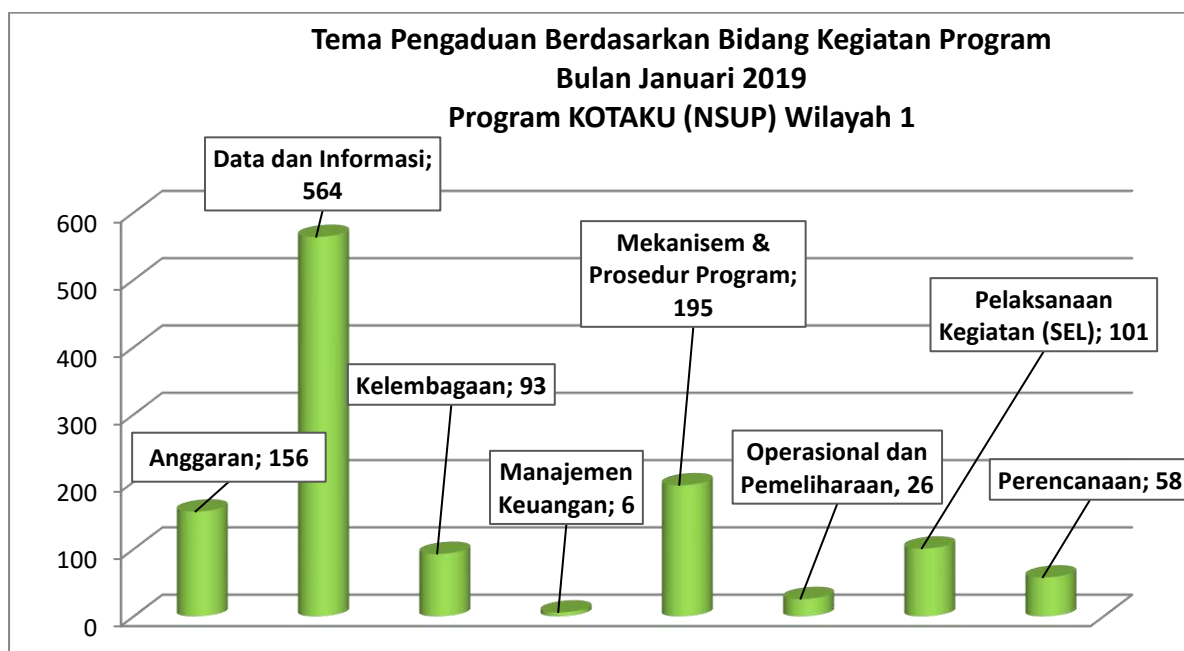 Tema Pengaduan Berdasarkan Bidang Kegiatan Program
Bulan Januari 2019
Program KOTAKU (NSUP) Wilayah 1
Data dan Informasi;
564
Mekanisem &
Prosedur Program;
195
Pelaksanaan
Kegiatan (SEL); 101
Kelembagaan; 93
Anggaran; 156
Manajemen
Keuangan; 6
Operasional dan
Pemeliharaan, 26
Perencanaan; 58
600
500
400
300
200
100
0